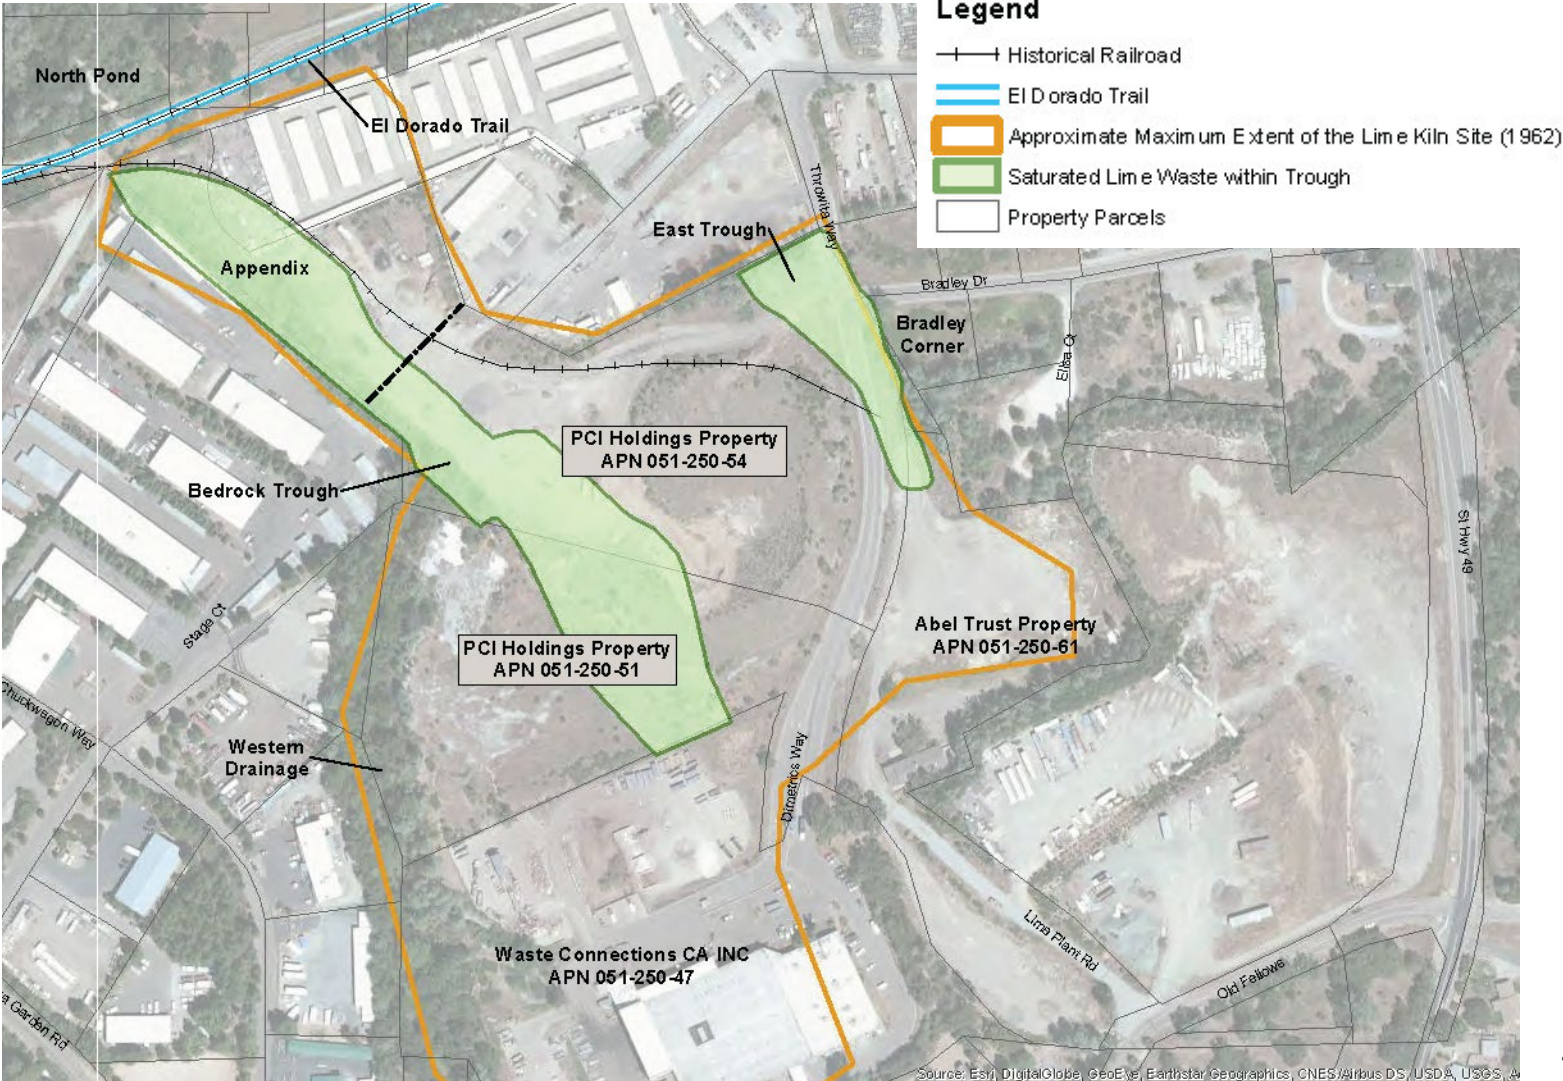 Legend
Historical Railroad
El Dorado Trail
Approximate Maximum Extent of the Lime Kiln Site (1962)
Saturated Lime Waste within Trough
Property Parcels
North Pond
El Dorado Trail
Throwita Way
East Trough
Appendix
Bradley Dr
Bradley
Corner
Elisa Ct
PCI Holdings Property
APN 051-250-54
Bedrock Trough
St Hwy 49
Stage Ct
Abel Trust Property
APN 051-250-61
PCI Holdings Property
APN 051-250-51
Chuckwagon Way
Western
Drainage
Dimetrics Way
Waste Connections CA INC
APN 051-250-47
Lime Plant Rd
Old Fellows
Garden Rd
Source: Esri, DigitalGlobe, GeoEye, Earthstar Geographics, CNES/Airbus DS, USDA, USGS,